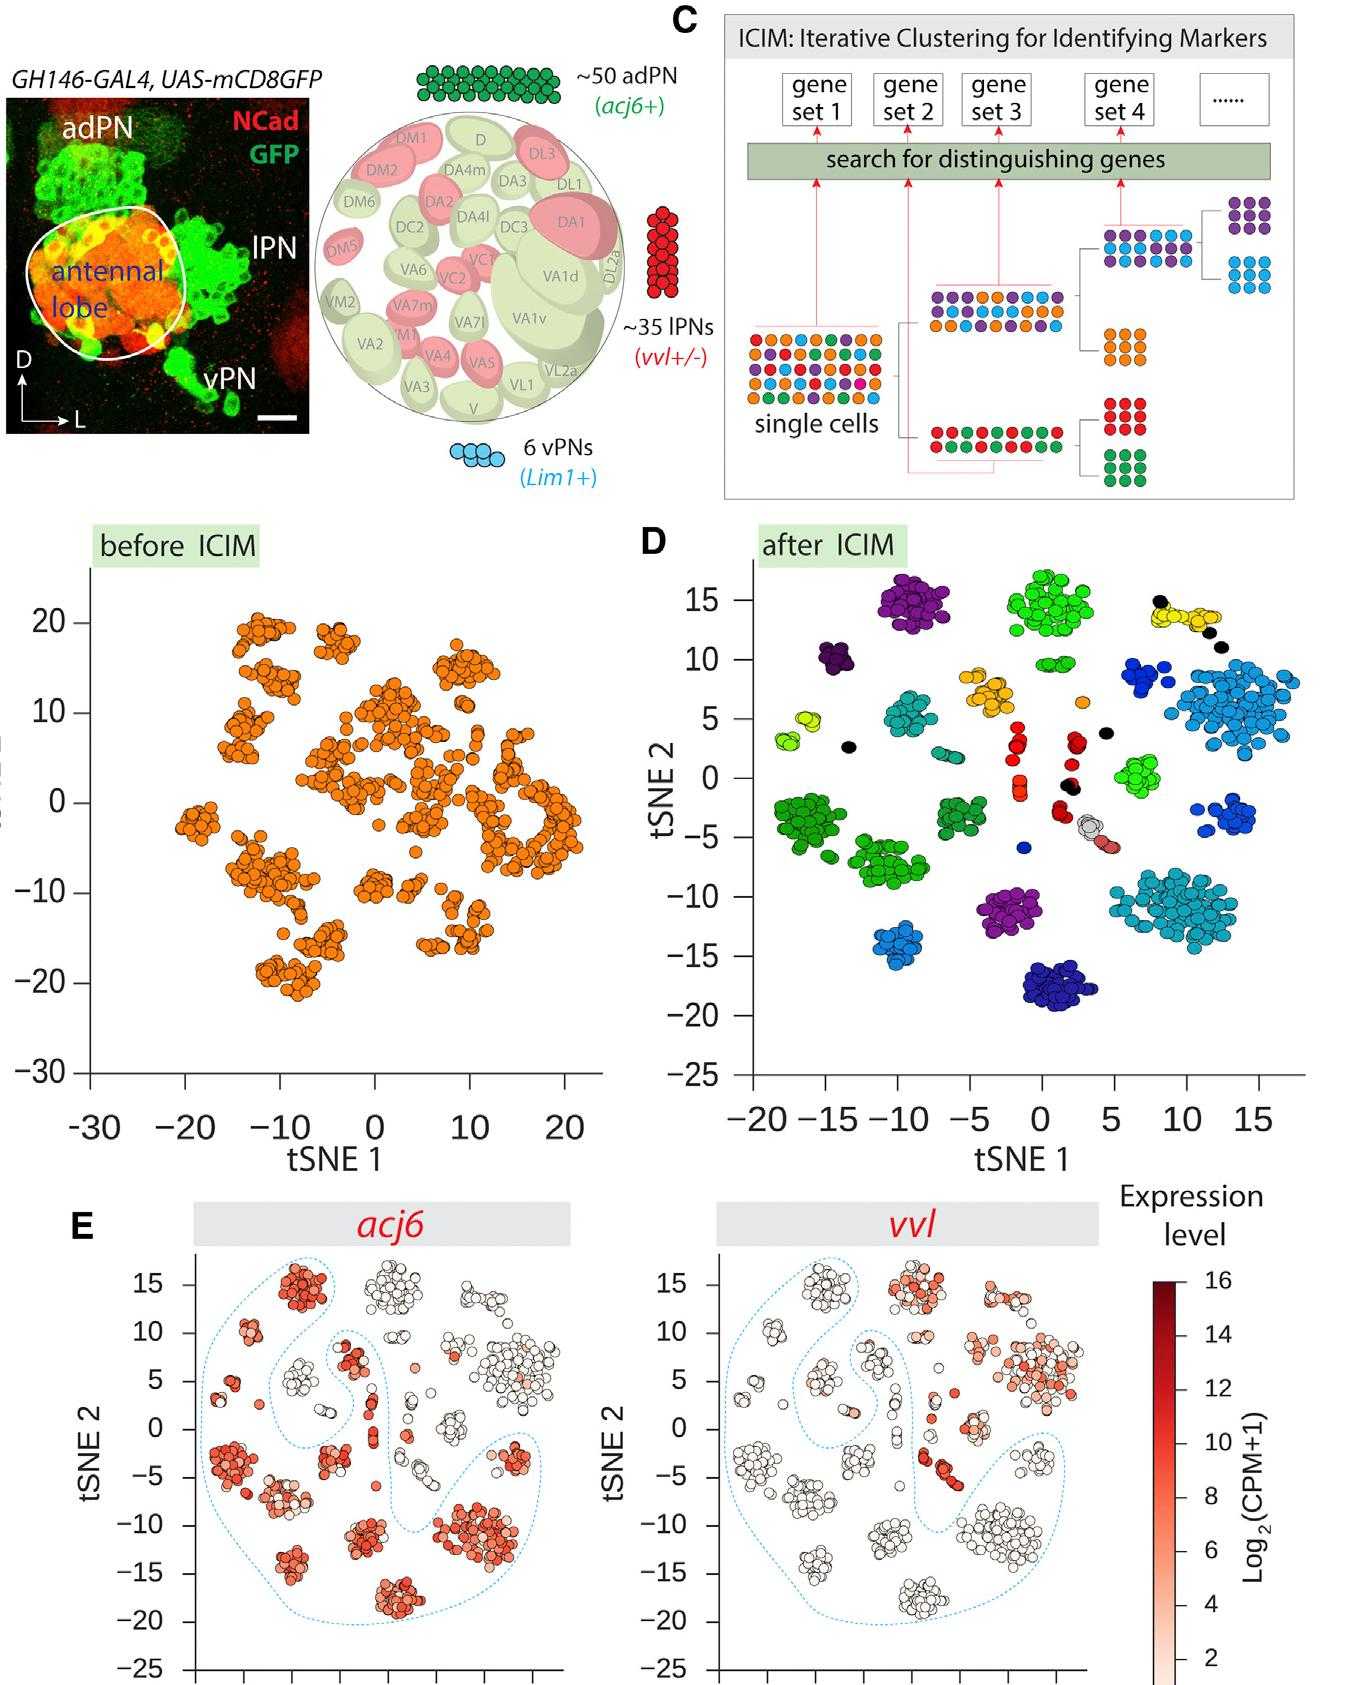 C
ICIM: Iterative Clustering for Identifying Markers
gene set 1
gene set 2
gene set 3
gene set 4
......
search for distinguishing genes
single cells
GH146-GAL4, UAS-mCD8GFP
adPN
NCad
GFP
lPN
antennal
lobe
vPN
D
L
~50 adPN
(acj6+)
DM1
D
DL3
DM2
DA4m
DA3
DL1
DM6
DA2
DA4l
DC3
DA1
DC2
DM5
VA6
VC2
VC1
VA1d
DL2a
VM2
VA7m
VA7l
VA1v
VA2
M1
VA4
VA5
VL2a
VA3
VL1
V
~35 lPNs
(vvl+/-)
6 vPNs
(Lim1+)
before ICIM
20
10
0
−10
−20
−30
-30 −20 −10 0 10 20
tSNE 1
D
after ICIM
15
10
5
0
−5
−10
−15
−20
−25
tSNE 2
−20 −15 −10 −5 0 5 10 15
tSNE 1
E
acj6
15
10
5
0
−5
−10
−15
−20
−25
tSNE 2
vvl
15
10
5
0
−5
−10
−15
−20
−25
tSNE 2
Expression
level
16
14
12
10
8
6
4
2
Log2(CPM+1)